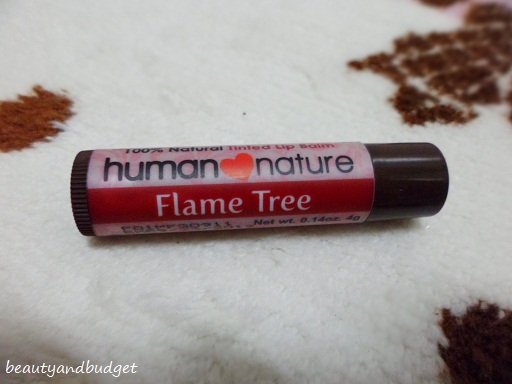 100% Natural Tinted Lip Balm
human nature
Flame Tree
Net wt. 0.14oz. 4g
beautyandbudget